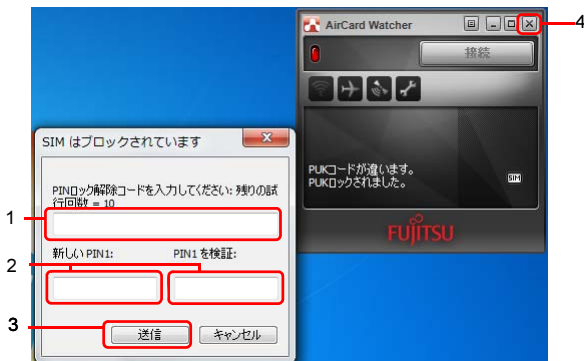 AirCard Watcher
4
接続
SIM はブロックされています
PINロック解除コードを入力してください: 残りの試
行回数 = 10
1
PUKコードが違います。
PUKロックされました。
SIM
FUJITSU
新しい PIN1:
PIN1 を検証:
2
3
送信
キャンセル